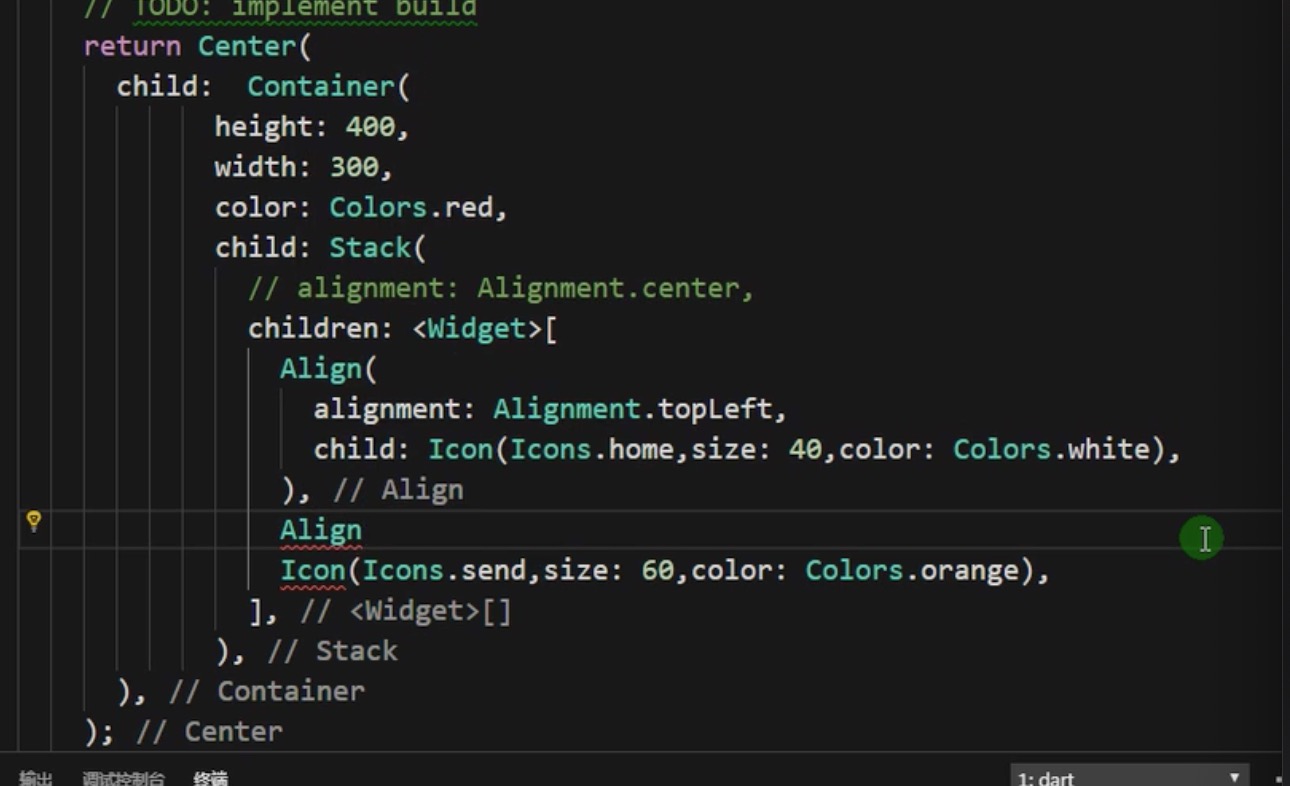 // TODO: implement build
return Center(
child:  Container(
height: 400,
width: 300,
color: Colors.red,
child: Stack(
// alignment: Alignment.center,
children: <Widget>[
Align(
alignment: Alignment.topLeft,
child: Icon(Icons.home,size: 40,color: Colors.white),
), // Align
Align
Icon(Icons.send,size: 60,color: Colors.orange),
], // <Widget>[]
), // Stack
), // Container
); // Center
输出 调试控制台 终端 1: dart